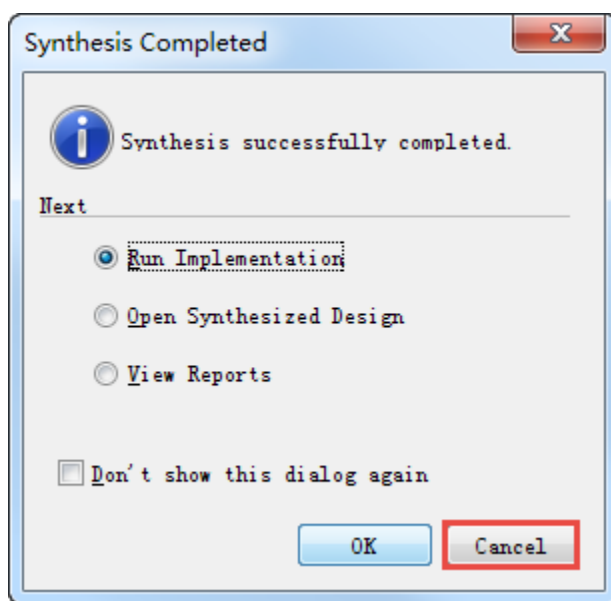 Synthesis Completed
Synthesis successfully completed.
Next
Run Implementation
Open Synthesized Design
View Reports
Don't show this dialog again
OK
Cancel